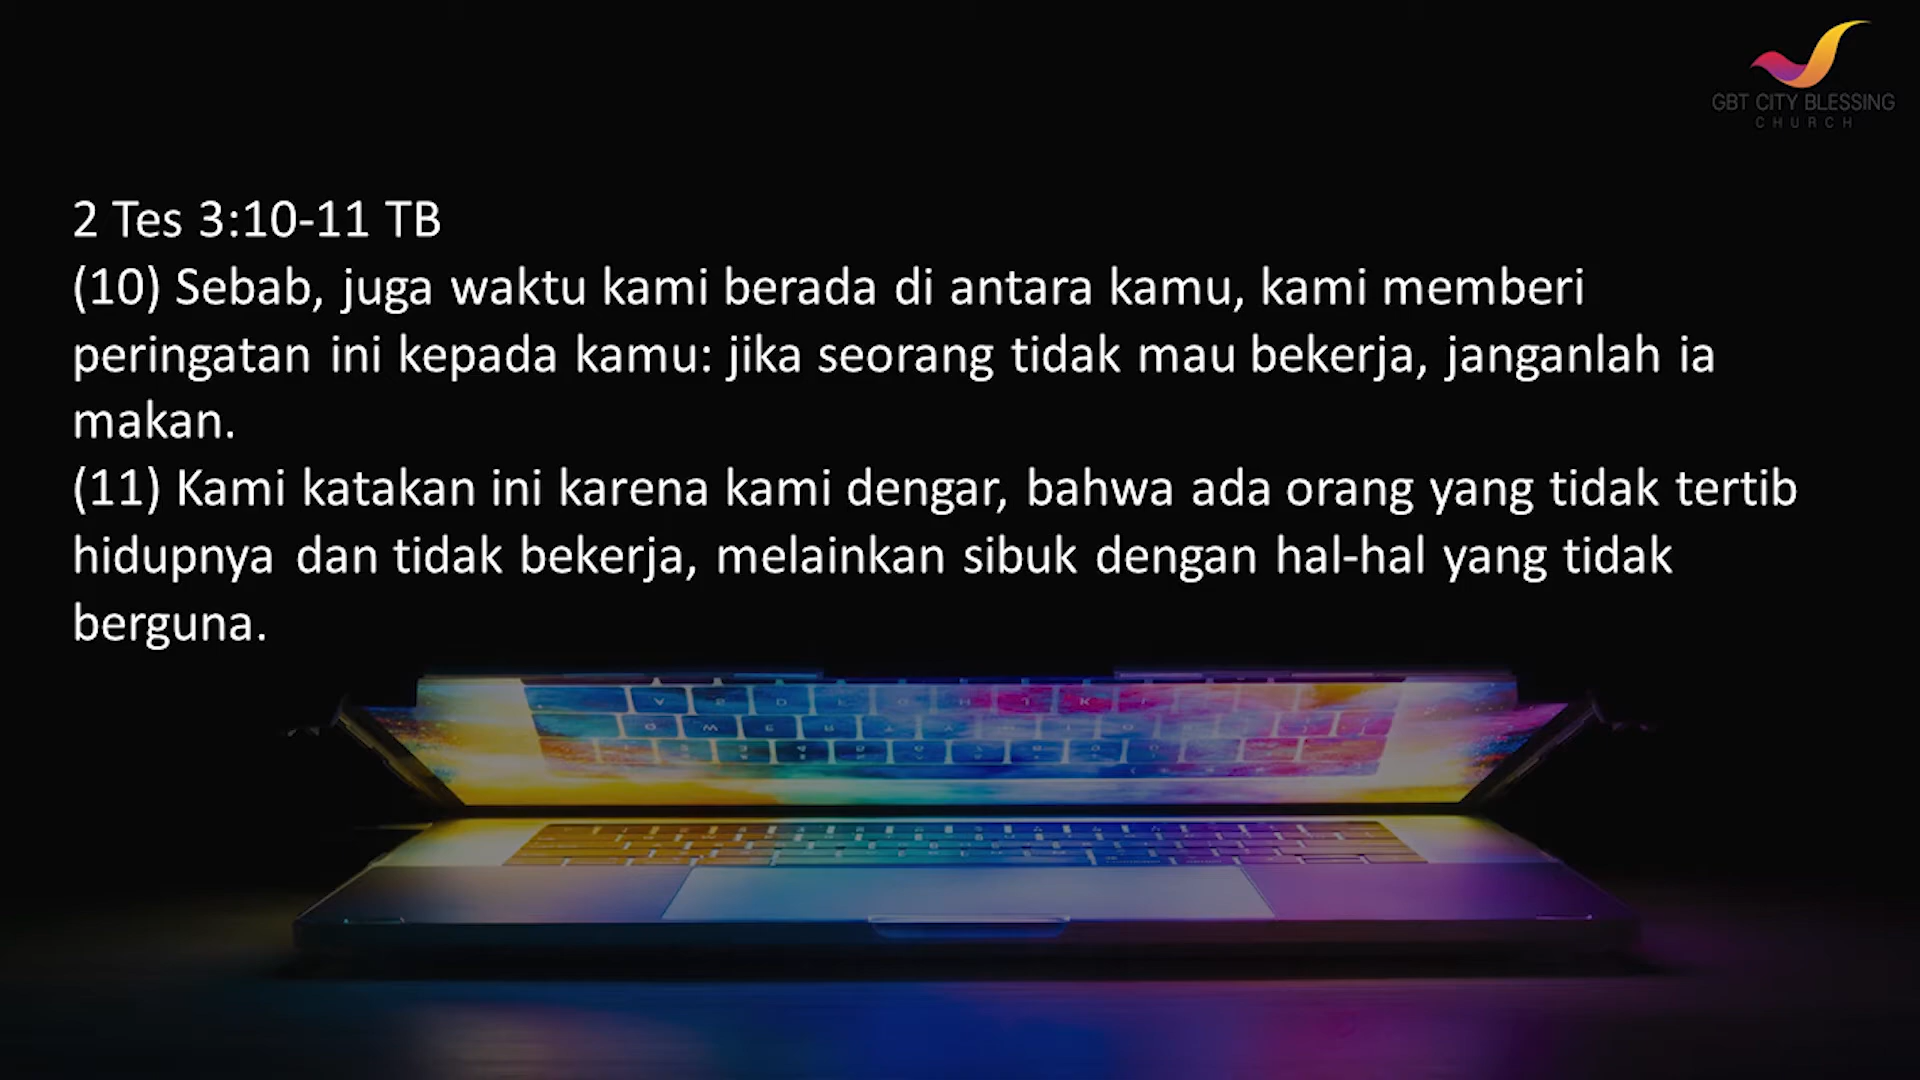 GBT CITY BLESSING
CHURCH
2 Tes 3:10-11 TB
(10) Sebab, juga waktu kami berada di antara kamu, kami memberi
peringatan ini kepada kamu: jika seorang tidak mau bekerja, janganlah ia
makan.
(11) Kami katakan ini karena kami dengar, bahwa ada orang yang tidak tertib
hidupnya dan tidak bekerja, melainkan sibuk dengan hal-hal yang tidak
berguna.